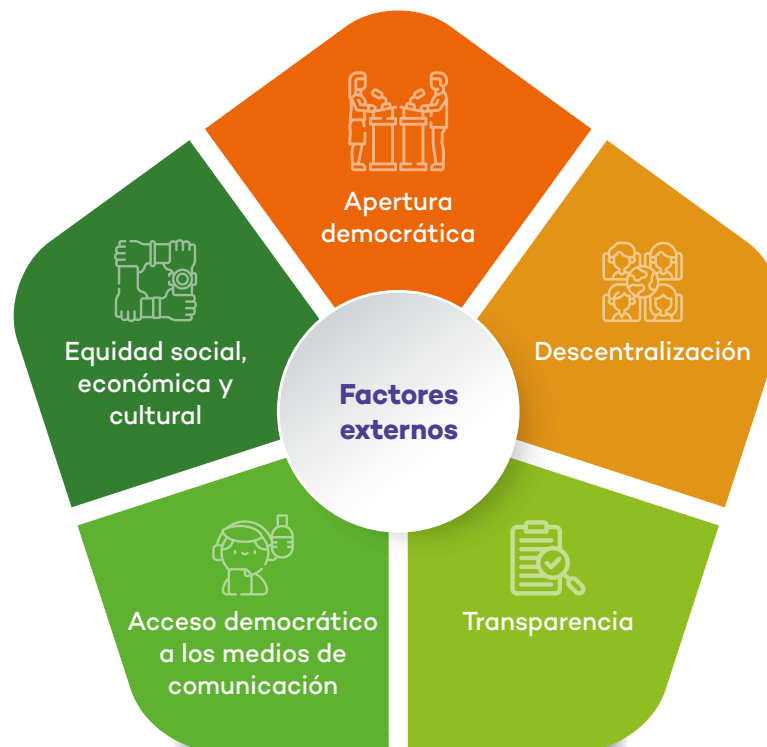 Apertura
democrática
Equidad social,
económica y
cultural
Factores
externos
Descentralización
Acceso democrático
a los medios de
comunicación
Transparencia